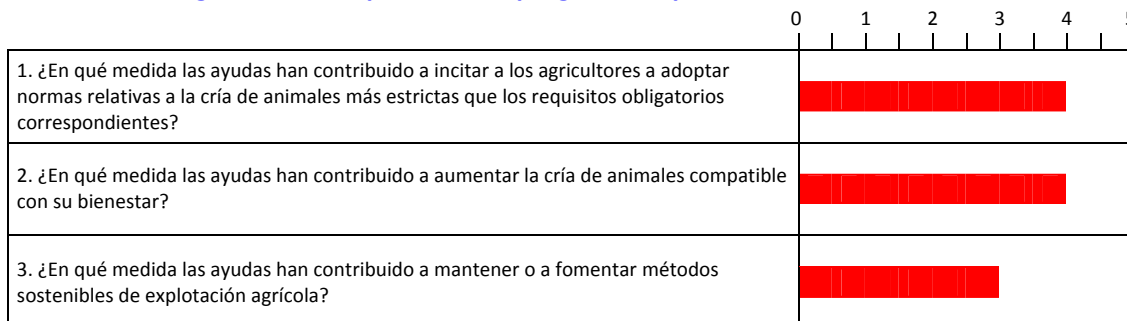 0 1 2 3 4
1. ¿En qué medida las ayudas han contribuido a incitar a los agricultores a adoptar
normas relativas a la cría de animales más estrictas que los requisitos obligatorios
correspondientes?
2. ¿En qué medida las ayudas han contribuido a aumentar la cría de animales compatible
con su bienestar?
3. ¿En qué medida las ayudas han contribuido a mantener o a fomentar métodos
sostenibles de explotación agrícola?